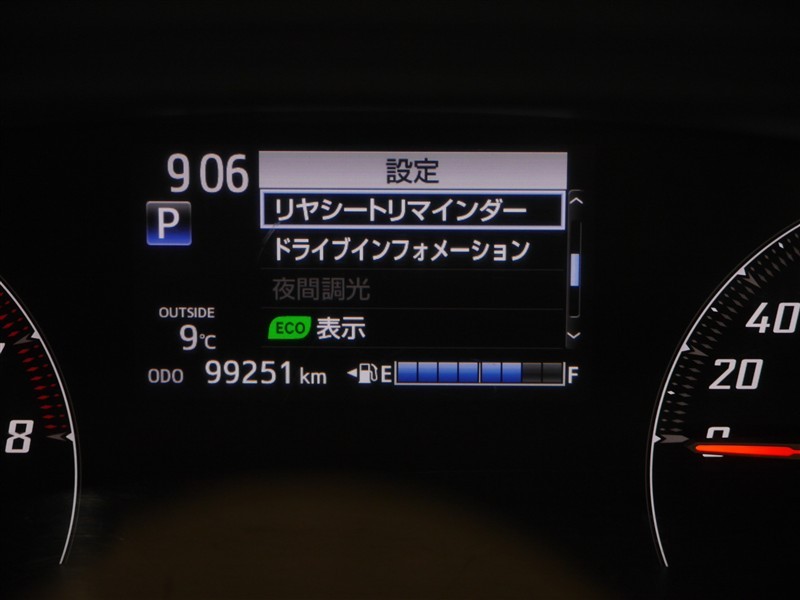 9 06
設定
P
リヤシートリマインダー
ドライブインフォメーション
夜間調光
ECO 表示
OUTSIDE
9℃
ODO 99251 km
E F
8
40
20
0